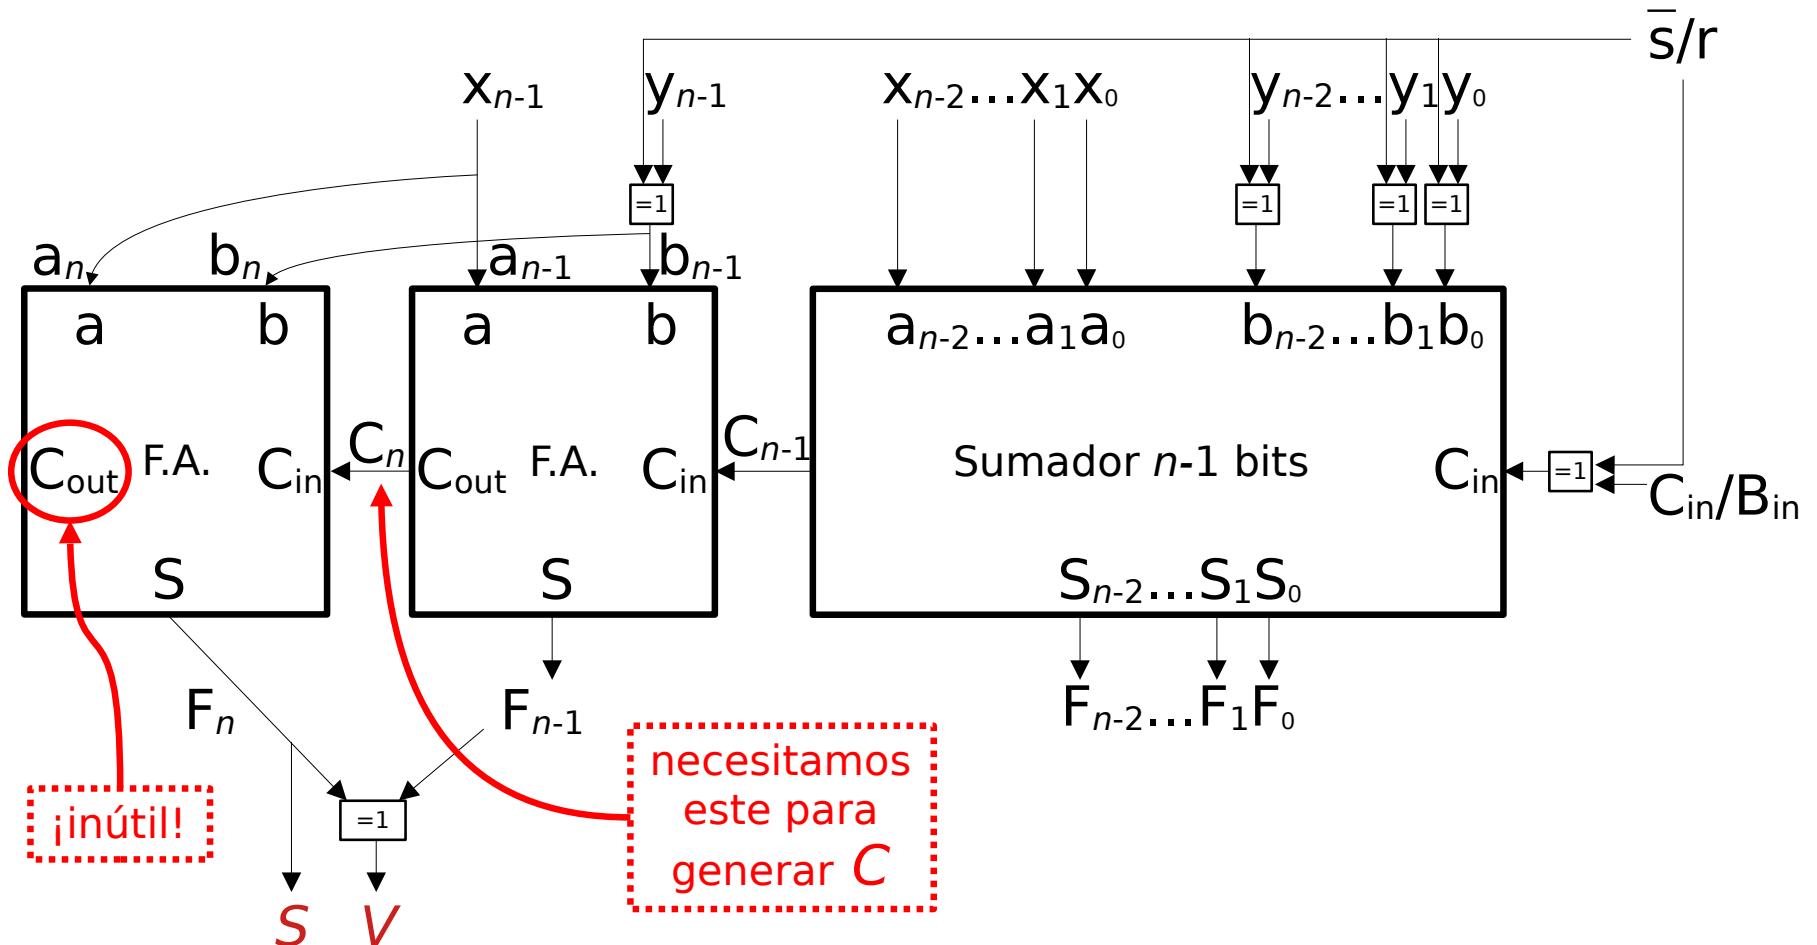 s̅/r
xn-1 yn-1 xn-2...x1x0 yn-2...y1y0
=1 =1 =1 =1
an bn an-1 bn-1
a b a b an-2...a1a0 bn-2...b1b0
Cout F.A. Cin Cn Cout F.A. Cin Cn-1 Sumador n-1 bits Cin =1 Cin/Bin
S S Sn-2...S1S0
Fn Fn-1 Fn-2...F1F0
¡inútil!
=1
necesitamos
este para
generar C
S V